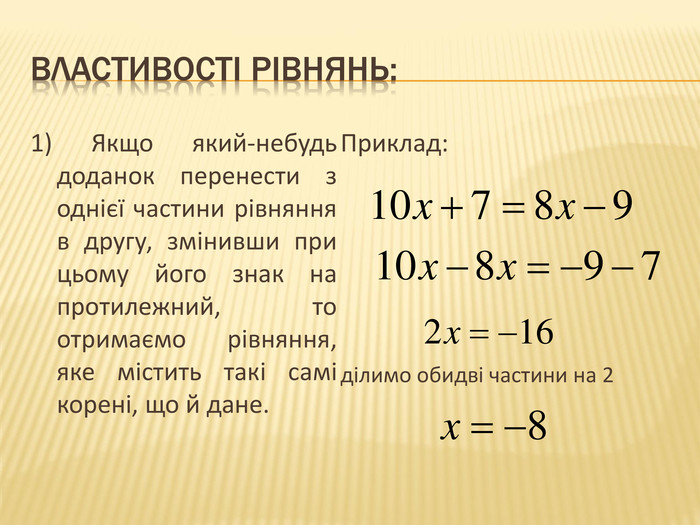 ВЛАСТИВОСТІ РІВНЯНЬ:
1) Якщо який-небудь
доданок перенести з
однієї частини рівняння
в другу, змінивши при
цьому його знак на
протилежний, то
отримаємо рівняння,
яке містить такі самі
корені, що й дане.
Приклад:
10x + 7 = 8x − 9
10x − 8x = −9 − 7
2x = −16
ділимо обидві частини на 2
x = −8